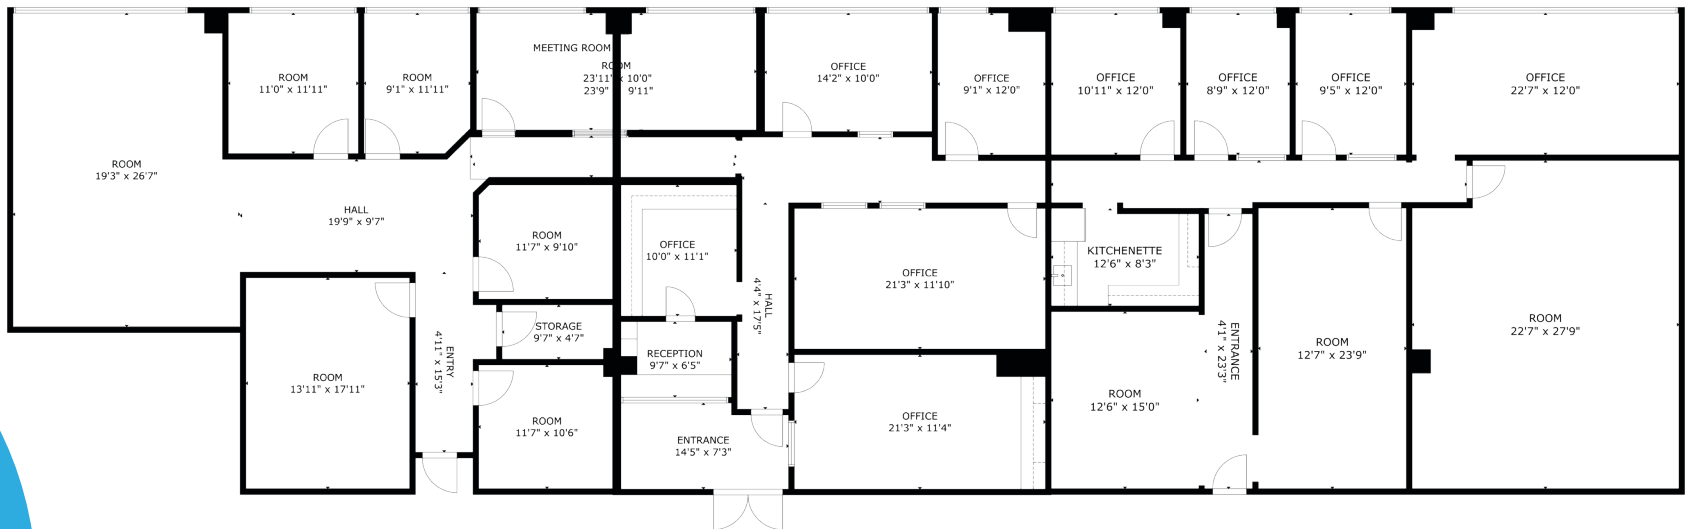 MEETING ROOM
ROOM
23'11" x 10'0"
23'9" x 9'11"
ROOM
11'0" x 11'11"
ROOM
9'1" x 11'11"
OFFICE
14'2" x 10'0"
OFFICE
9'1" x 12'0"
OFFICE
10'11" x 12'0"
OFFICE
8'9" x 12'0"
OFFICE
9'5" x 12'0"
OFFICE
22'7" x 12'0"
ROOM
19'3" x 26'7"
HALL
19'9" x 9'7"
ROOM
11'7" x 9'10"
OFFICE
10'0" x 11'1"
HALL
4'4" x 17'5"
OFFICE
21'3" x 11'10"
KITCHENETTE
12'6" x 8'3"
STORAGE
9'7" x 4'7"
RECEPTION
9'7" x 6'5"
ENTRY
4'11" x 15'3"
ROOM
13'11" x 17'11"
ROOM
11'7" x 10'6"
ENTRANCE
14'5" x 7'3"
OFFICE
21'3" x 11'4"
ROOM
12'6" x 15'0"
ENTRANCE
4'1" x 23'3"
ROOM
12'7" x 23'9"
ROOM
22'7" x 27'9"